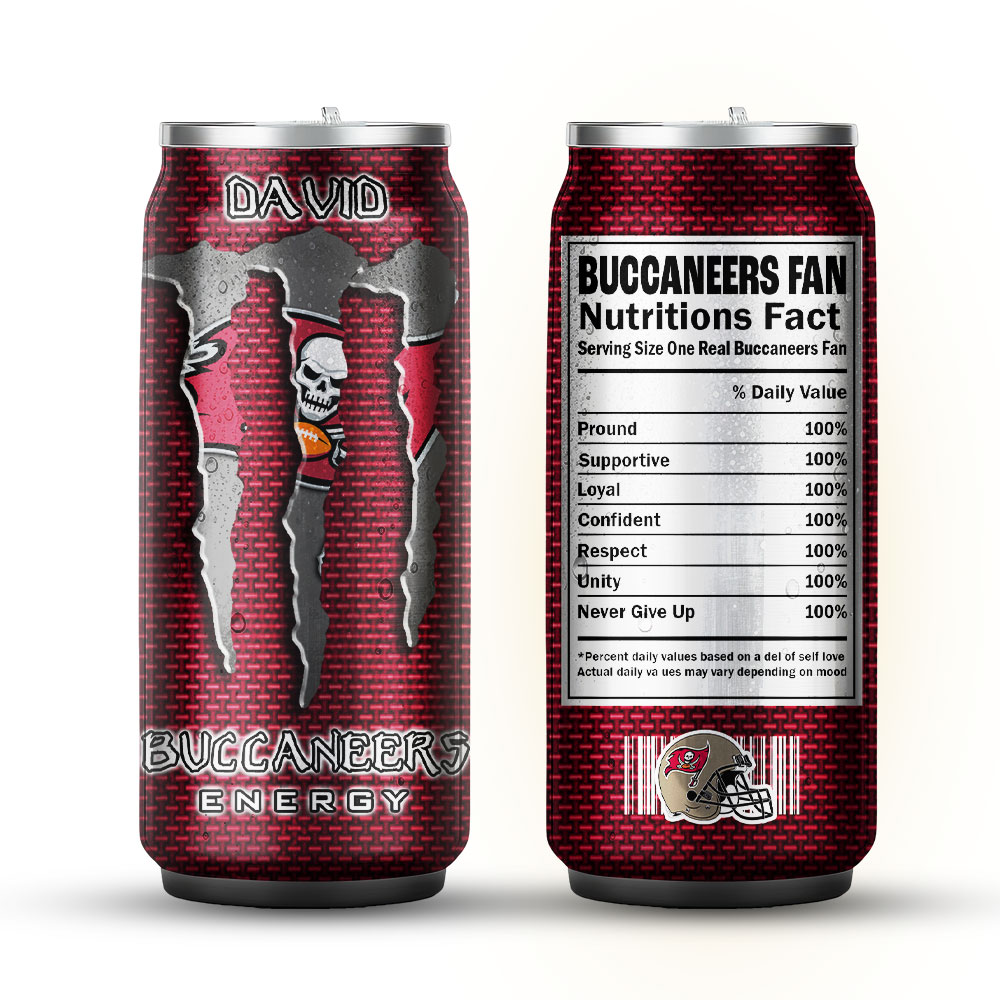 DAVID
BUCCANEERS
ENERGY
BUCCANEERS FAN
Nutritions Fact
Serving Size One Real Buccaneers Fan
% Daily Value
Pround 100%
Supportive 100%
Loyal 100%
Confident 100%
Respect 100%
Unity 100%
Never Give Up 100%
*Percent daily values based on a del of self love
Actual daily va ues may vary depending on mood